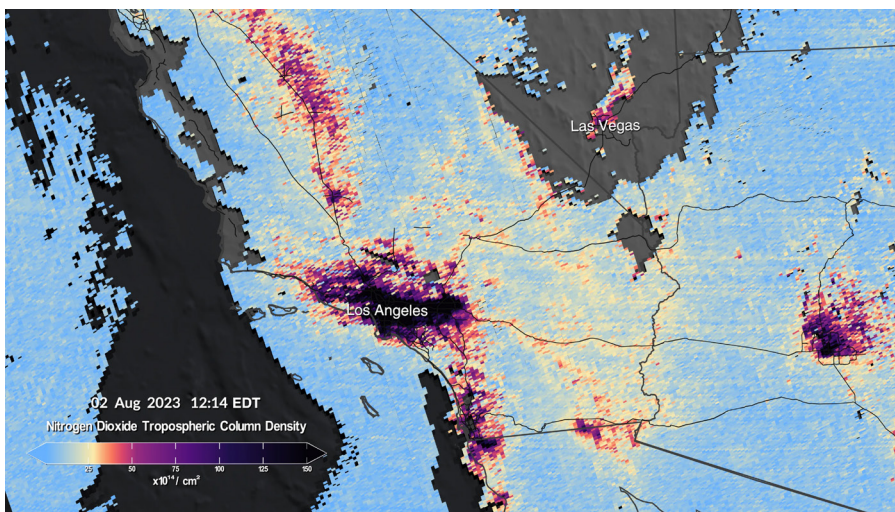 Las Vegas
Los Angeles
02 Aug 2023 12:14 EDT
Nitrogen Dioxide Tropospheric Column Density
25 50 75 100 125 150
x10¹⁴/ cm²